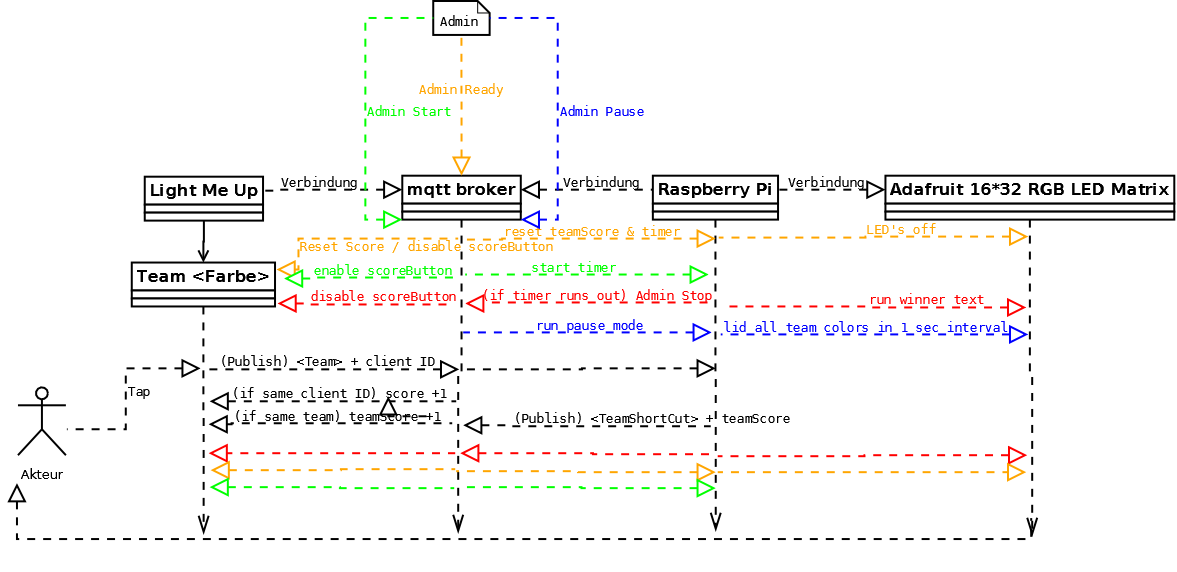 Admin
Admin Ready
Admin Start
Admin Pause
Light Me Up
Verbindung
mqtt broker
Verbindung
Raspberry Pi
Verbindung
Adafruit 16*32 RGB LED Matrix
reset teamScore & timer
LED's off
Reset Score / disable scoreButton
Team <Farbe>
enable scoreButton
start timer
disable scoreButton
(if timer runs out) Admin Stop
run winner text
run pause mode
lid all team colors in 1 sec interval
(Publish) <Team> + client ID
Tap
(if same client ID) score +1
(if same team) teamScore +1
(Publish) <TeamShortCut> + teamScore
Akteur